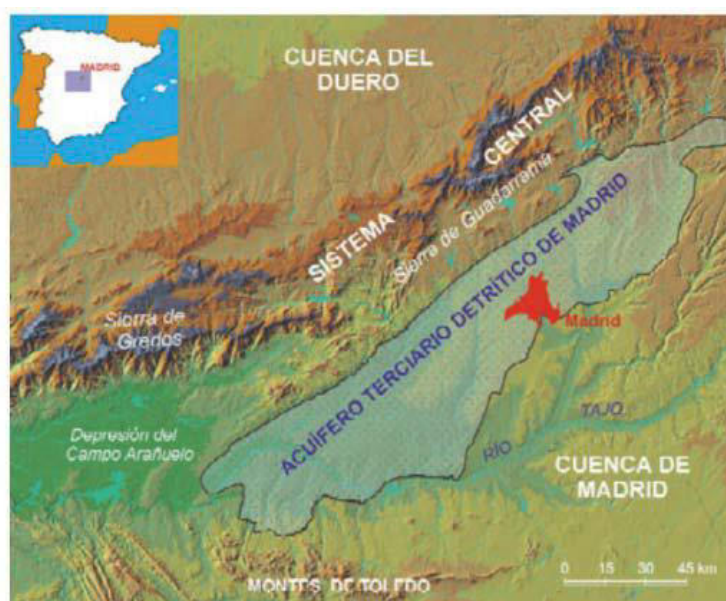 MADRID
CUENCA DEL
DUERO
SISTEMA CENTRAL
Sierra de Guadarrama
Sierra de
Gredos
ACUÍFERO TERCIARIO DETRÍTICO DE MADRID
Madrid
Depresión del
Campo Arañuelo
RÍO TAJO
CUENCA DE
MADRID
MONTES DE TOLEDO
0 15 30 45 km